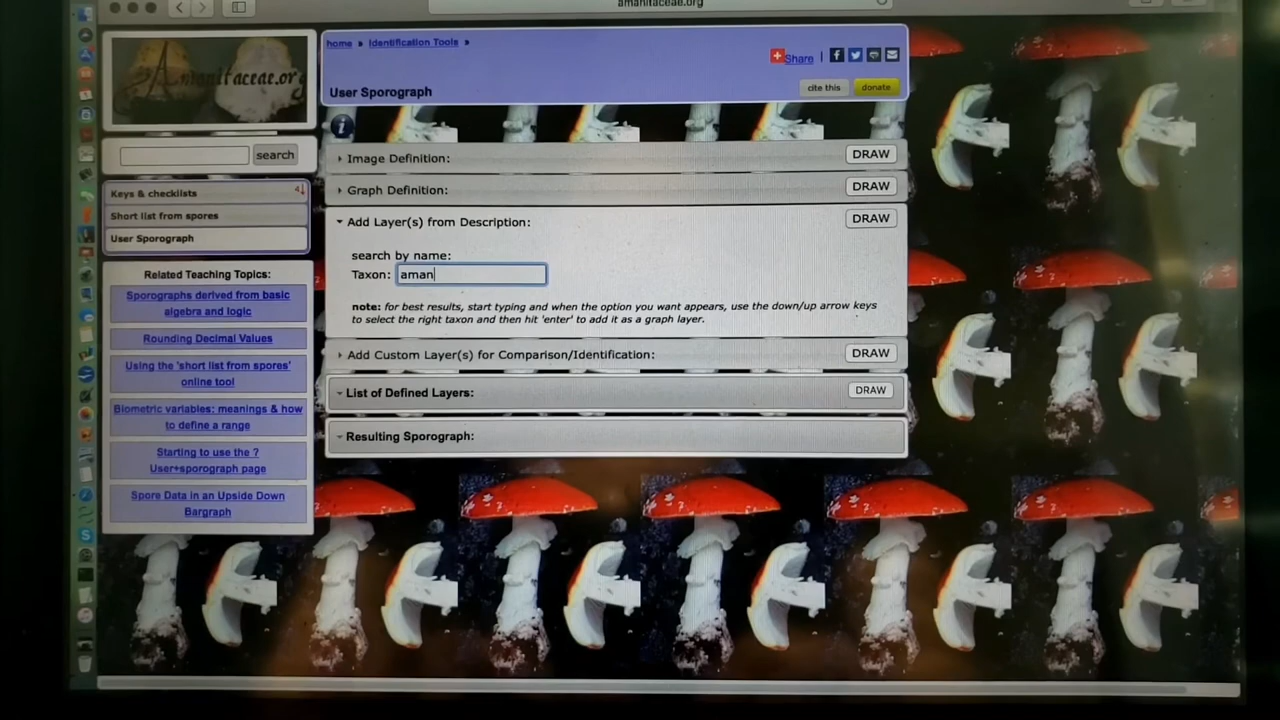 amanitaceae.org
Amanitaceae.org
home » Identification Tools »
Share |
User Sporograph
cite this
donate
search
Keys & checklists
Short list from spores
User Sporograph
Related Teaching Topics:
Sporographs derived from basic
algebra and logic
Rounding Decimal Values
Using the 'short list from spores'
online tool
Biometric variables: meanings & how
to define a range
Starting to use the ?
User+sporograph page
Spore Data in an Upside Down
Bargraph
Image Definition:
DRAW
Graph Definition:
DRAW
Add Layer(s) from Description:
DRAW
search by name:
Taxon: aman
note: for best results, start typing and when the option you want appears, use the down/up arrow keys
to select the right taxon and then hit 'enter' to add it as a graph layer.
Add Custom Layer(s) for Comparison/Identification:
DRAW
List of Defined Layers:
DRAW
Resulting Sporograph: